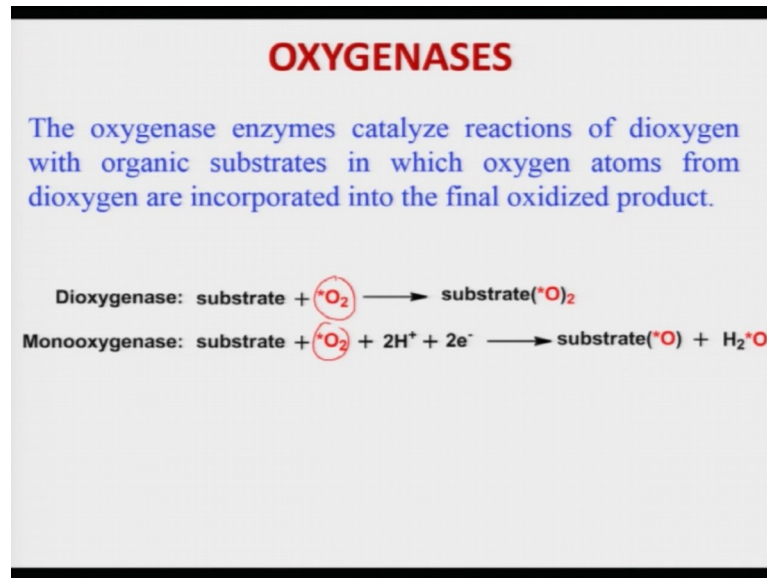 OXYGENASES
The oxygenase enzymes catalyze reactions of dioxygen
with organic substrates in which oxygen atoms from
dioxygen are incorporated into the final oxidized product.
Dioxygenase: substrate + *O₂ ⟶ substrate(*O)₂
Monooxygenase: substrate + *O₂ + 2H⁺ + 2e⁻ ⟶ substrate(*O) + H₂*O